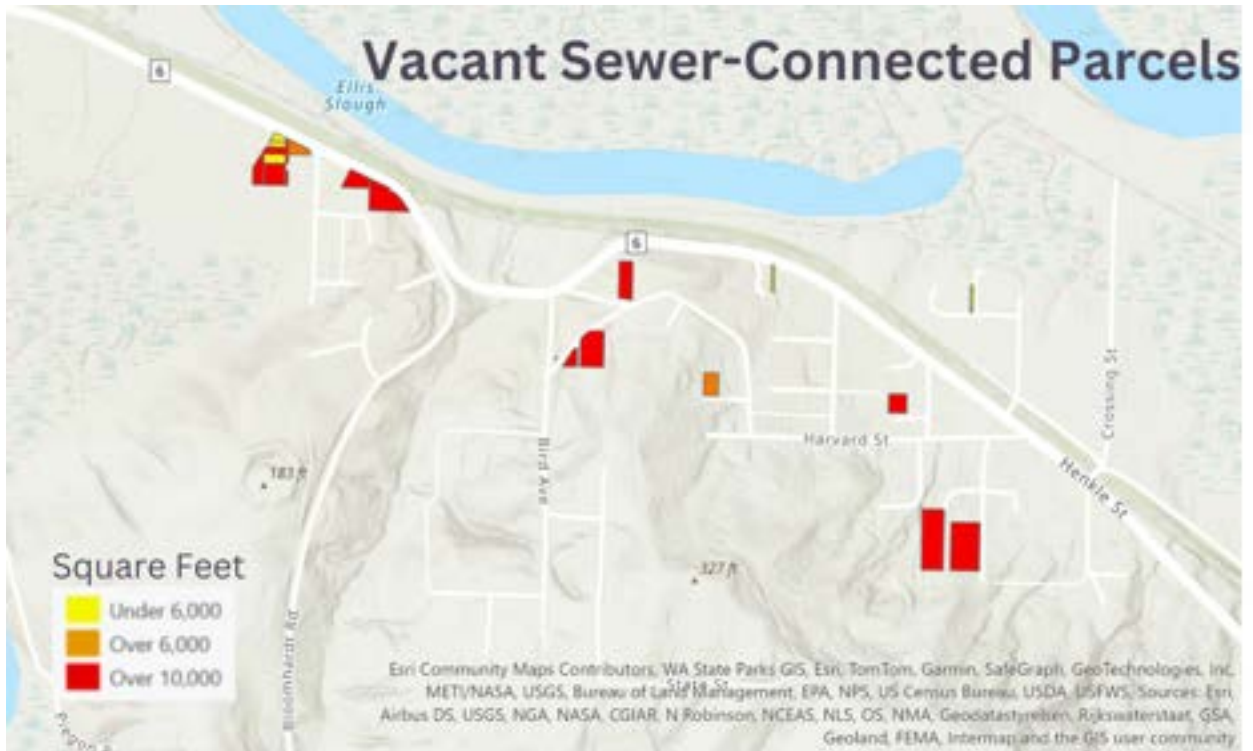 Vacant Sewer-Connected Parcels
6
Ellis
Slough
6
Crossing St
Harvard St
Bird Ave
Henkle St
183 ft
327 ft
Square Feet
Under 6,000
Over 6,000
Over 10,000
Rd
Esri Community Maps Contributors, WA State Parks GIS, Esri, TomTom, Garmin, SafeGraph, GeoTechnologies, Inc,
METI/NASA, USGS, Bureau of Land Management, EPA, NPS, US Census Bureau, USDA, USFWS, Sources: Esri,
Airbus DS, USGS, NGA, NASA, CGIAR, N Robinson, NCEAS, NLS, OS, NMA, Geodatastyrelsen, Rijkswaterstaat, GSA,
Geoland, FEMA, Intermap and the GIS user community